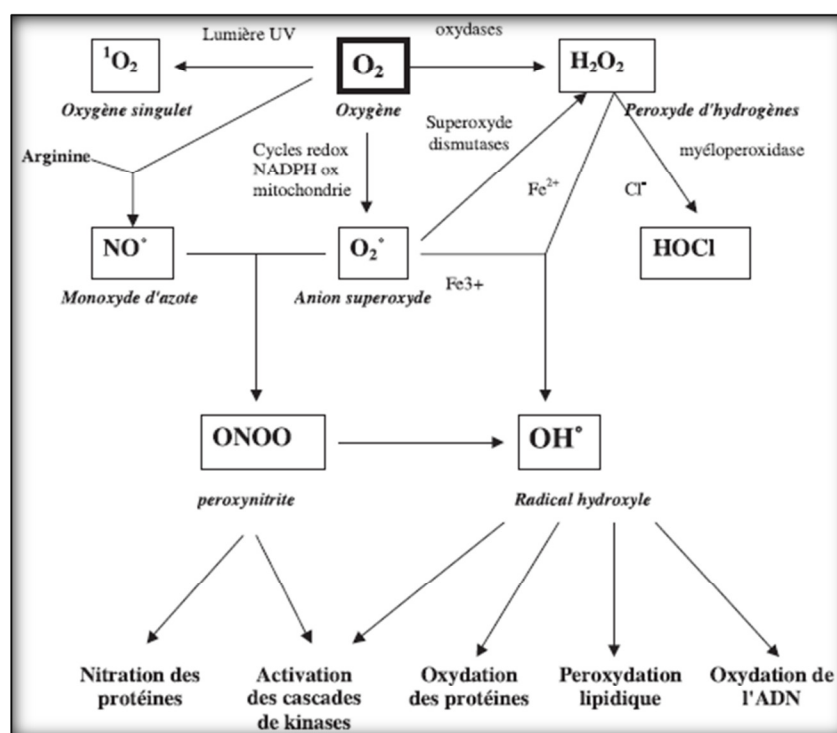 Lumière UV
oxydases
¹O₂
O₂
H₂O₂
Oxygène singulet
Oxygène
Peroxyde d'hydrogènes
Arginine
Cycles redox
NADPH ox
mitochondrie
Superoxyde
dismutases
myéloperoxidase
Fe²⁺
Cl⁻
NO°
O₂°
HOCl
Monoxyde d'azote
Anion superoxyde
Fe3+
ONOO
OH°
peroxynitrite
Radical hydroxyle
Nitration des
protéines
Activation
des cascades
de kinases
Oxydation
des protéines
Peroxydation
lipidique
Oxydation de
l'ADN